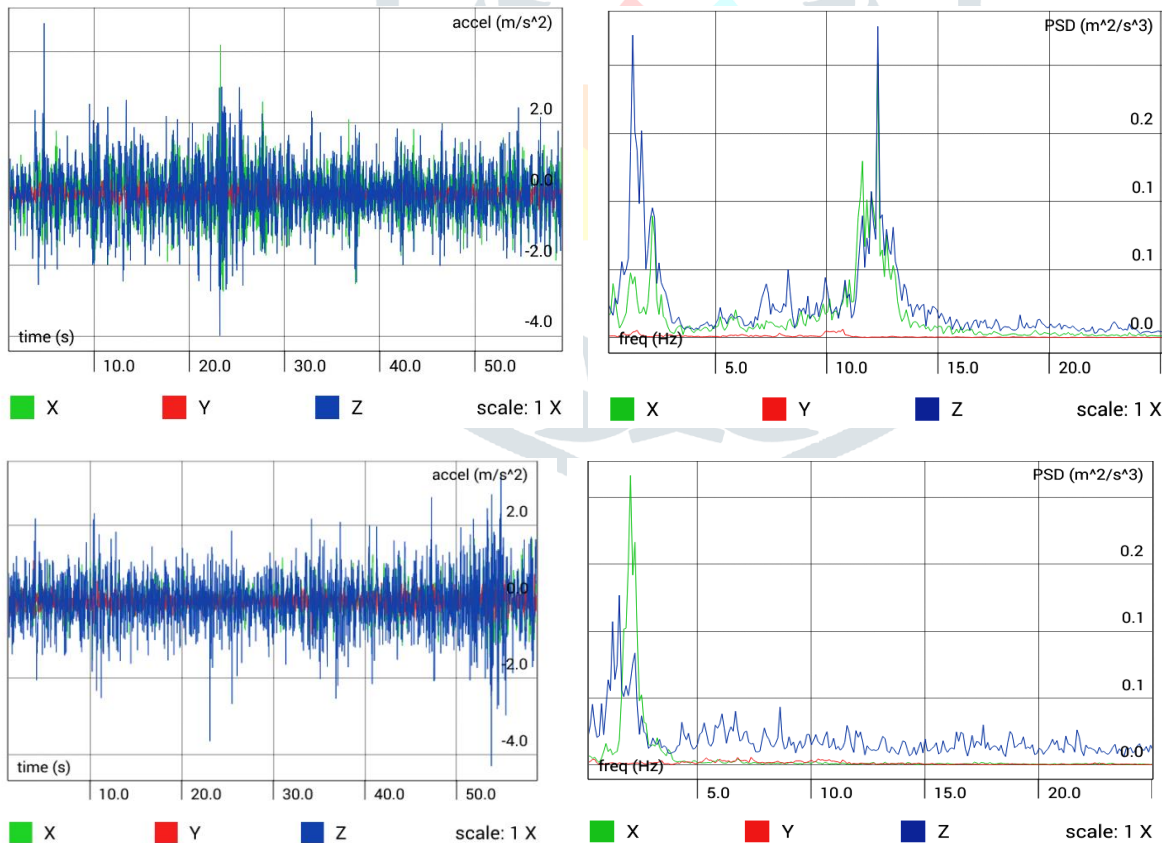 accel (m/s^2)
2.0
0.0
-2.0
-4.0
time (s)
10.0 20.0 30.0 40.0 50.0
X Y Z scale: 1 X
PSD (m^2/s^3)
0.2
0.1
0.1
0.0
freq (Hz)
5.0 10.0 15.0 20.0
X Y Z scale: 1 X
accel (m/s^2)
2.0
0.0
-2.0
-4.0
time (s)
10.0 20.0 30.0 40.0 50.0
X Y Z scale: 1 X
PSD (m^2/s^3)
0.2
0.1
0.1
0.0
freq (Hz)
5.0 10.0 15.0 20.0
X Y Z scale: 1 X